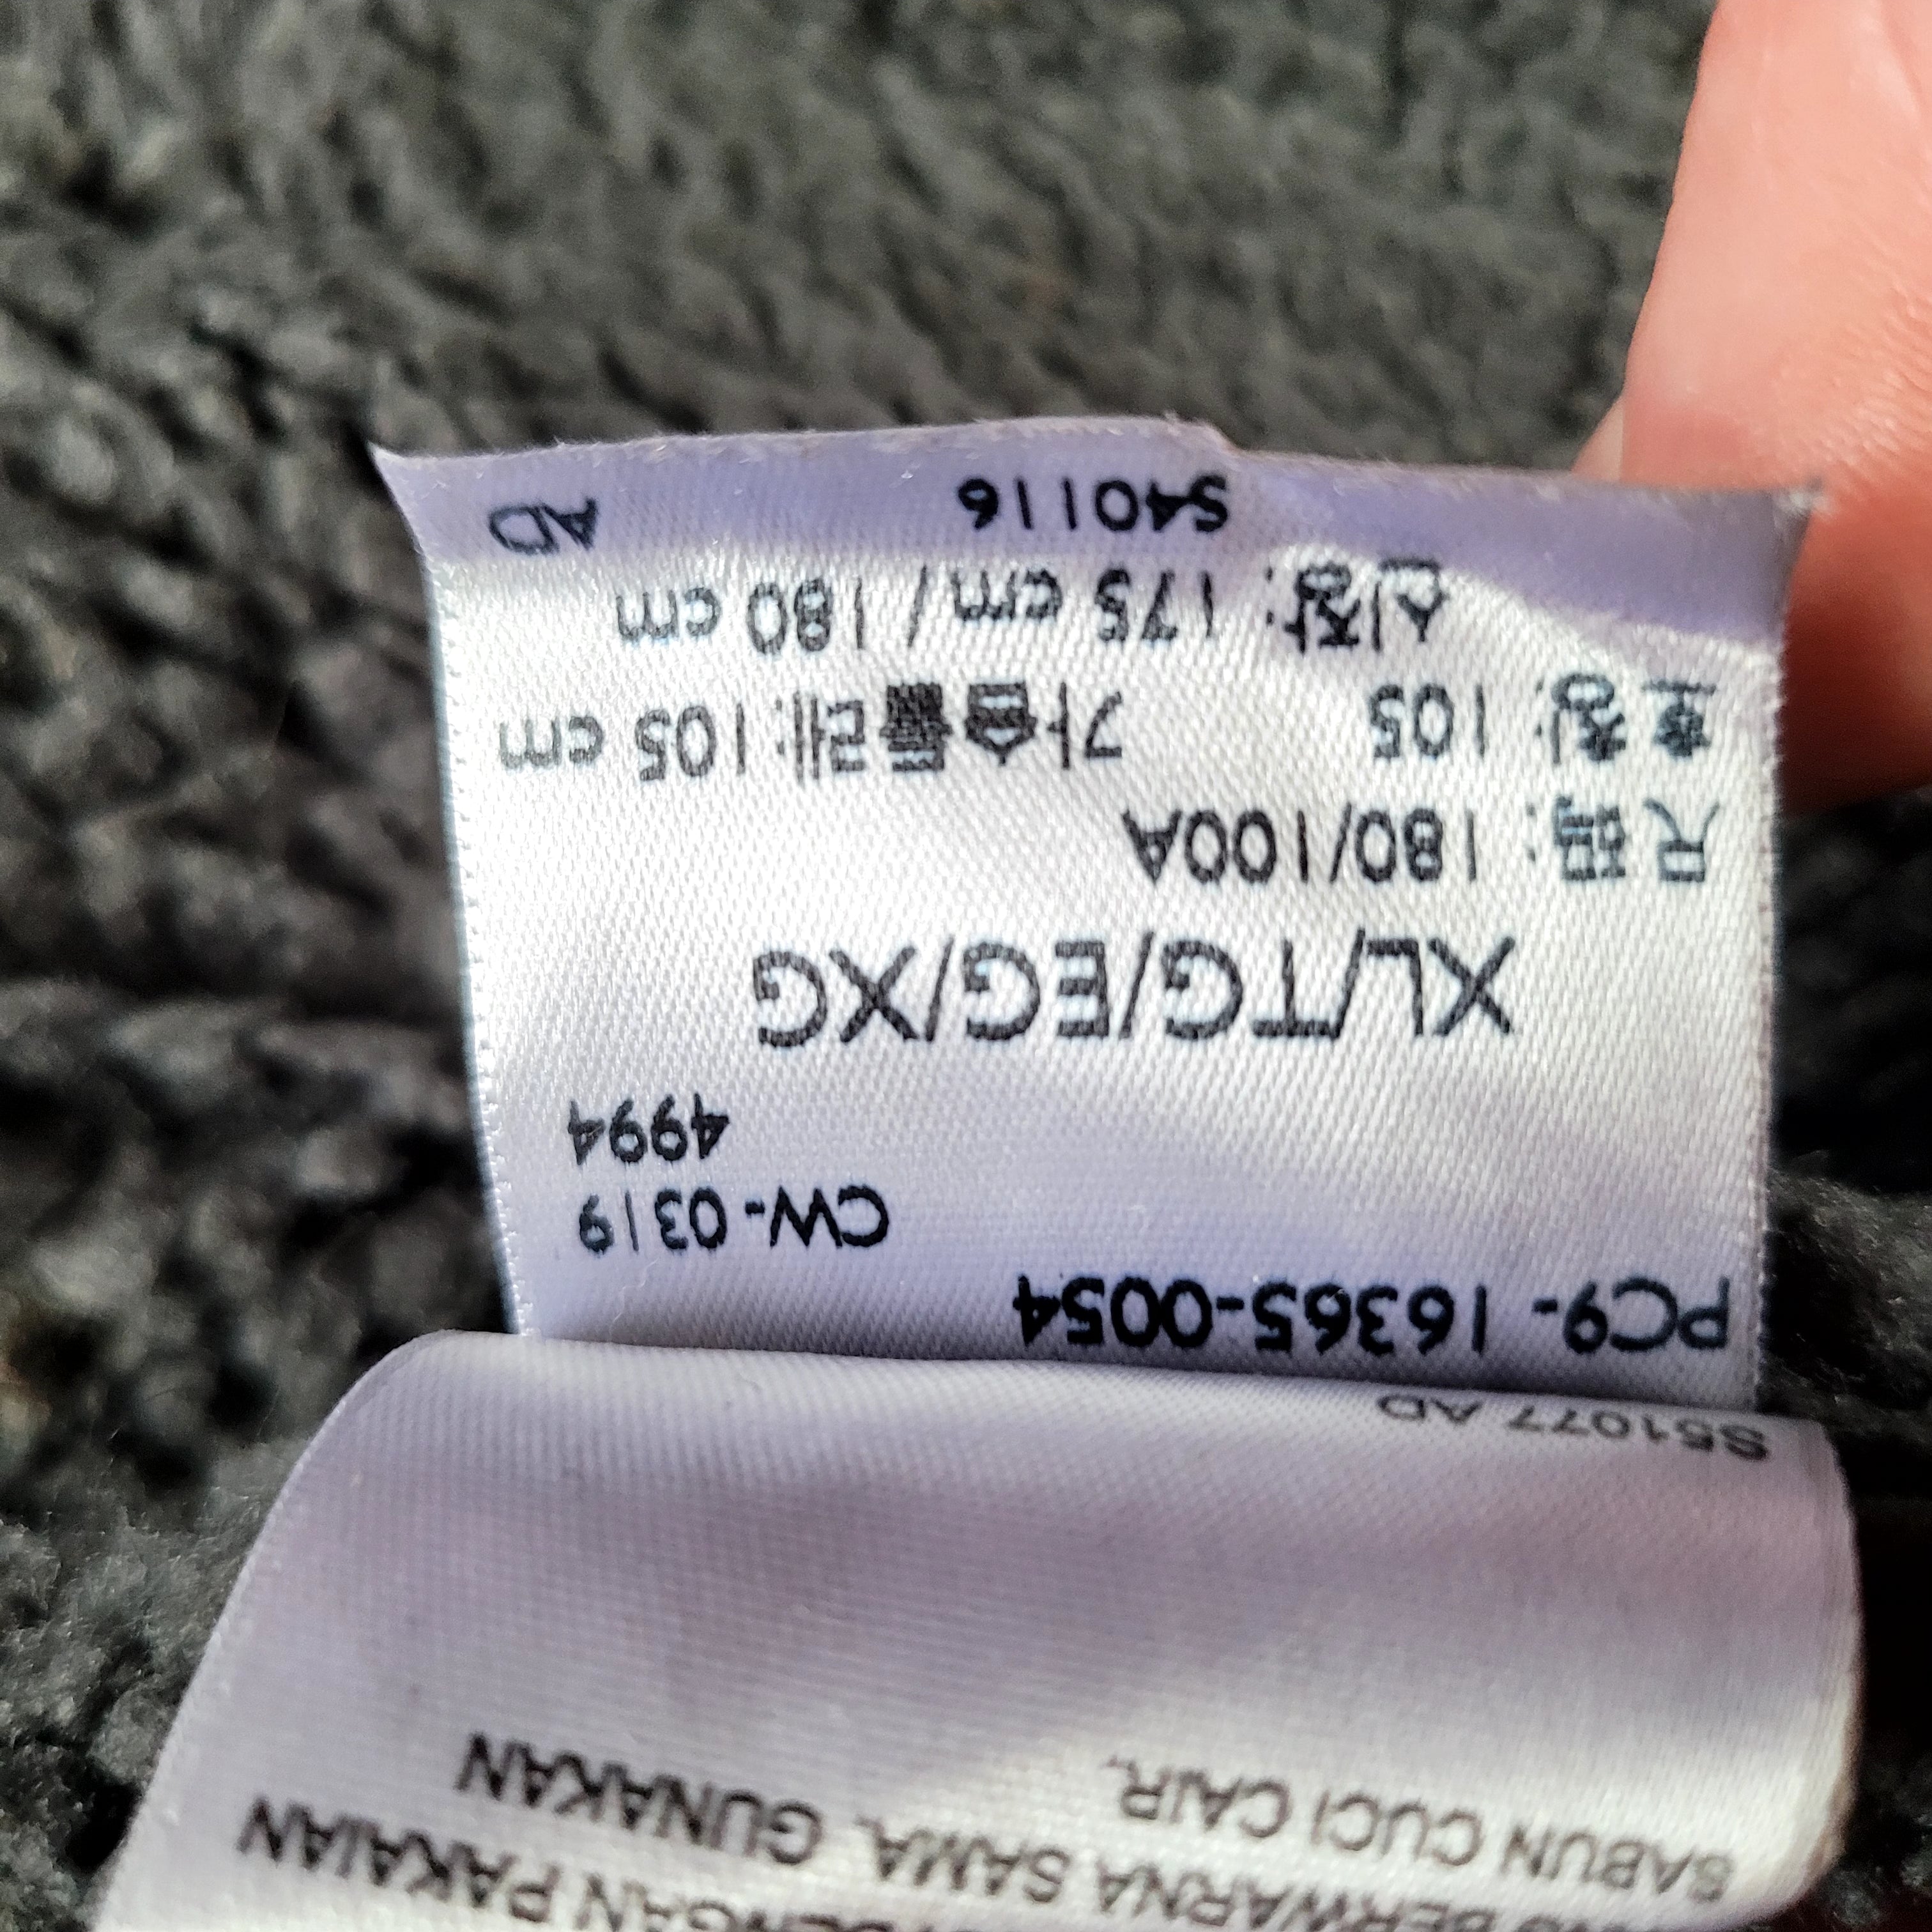 BERWARNA SAMA. GUNAKAN
SABUN CUCI CAIR.
S51077 AD
PC9- 16365-0054
CW- 0319
4994
XL/TG/EG/XG
尺碼: 180/100A
호칭: 105 가슴둘레: 105 cm
신장: 175 cm / 180 cm
S40116 AD